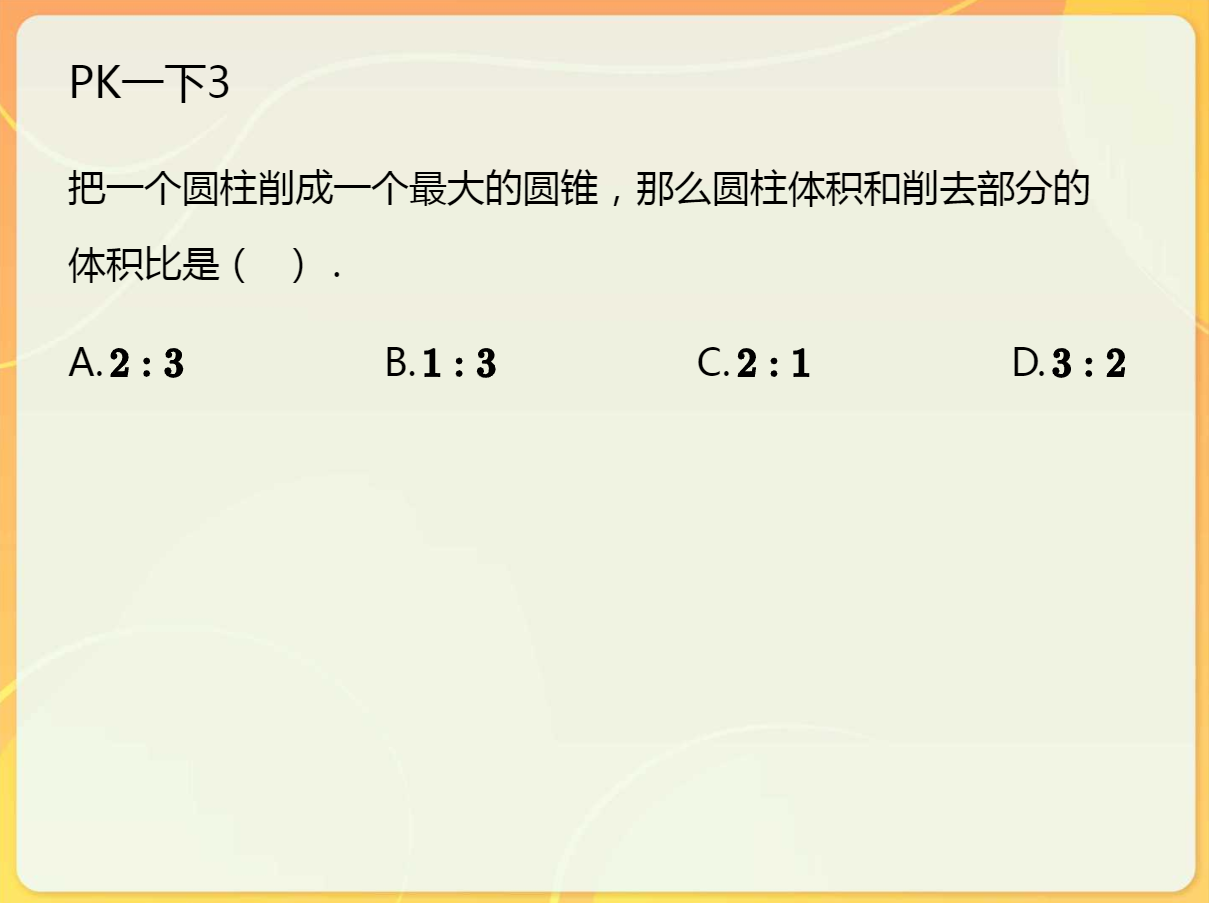 PK一下3
把一个圆柱削成一个最大的圆锥，那么圆柱体积和削去部分的
体积比是（　）.
A. 2 : 3 B. 1 : 3 C. 2 : 1 D. 3 : 2